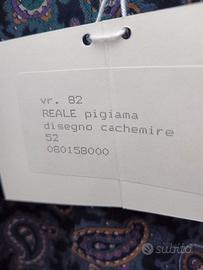 vr. 82
REALE pigiama
disegno cachemire
52
080158000
subito